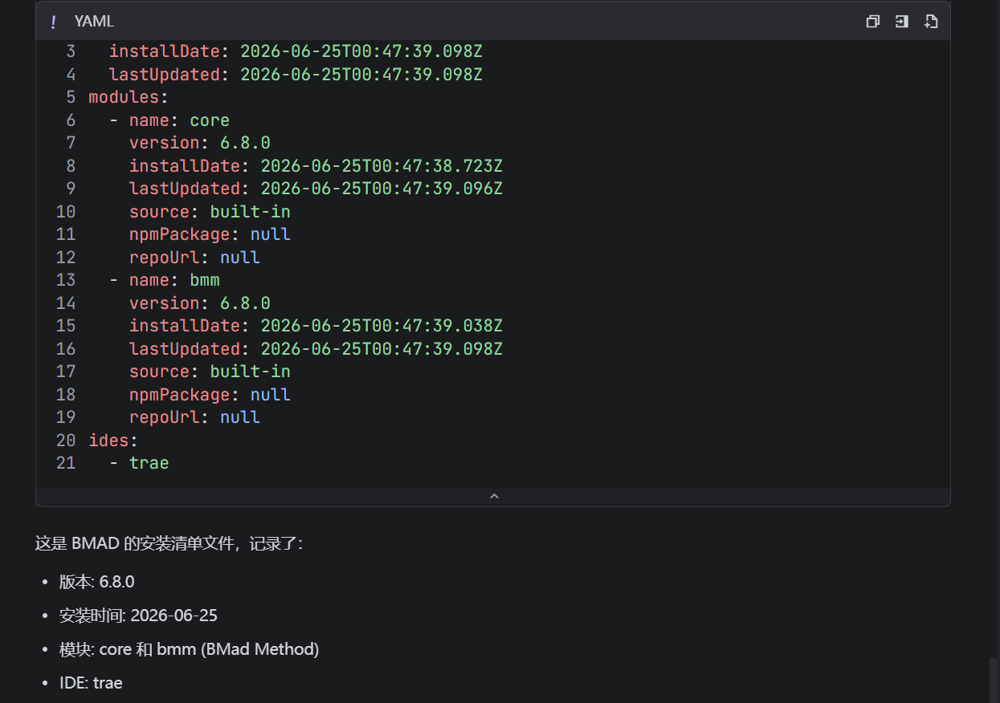 ! YAML
3 installDate: 2026-06-25T00:47:39.098Z
4 lastUpdated: 2026-06-25T00:47:39.098Z
5 modules:
6 - name: core
7 version: 6.8.0
8 installDate: 2026-06-25T00:47:38.723Z
9 lastUpdated: 2026-06-25T00:47:39.096Z
10 source: built-in
11 npmPackage: null
12 repoUrl: null
13 - name: bmm
14 version: 6.8.0
15 installDate: 2026-06-25T00:47:39.038Z
16 lastUpdated: 2026-06-25T00:47:39.098Z
17 source: built-in
18 npmPackage: null
19 repoUrl: null
20 ides:
21 - trae
这是 BMAD 的安装清单文件，记录了：
• 版本: 6.8.0
• 安装时间: 2026-06-25
• 模块: core 和 bmm (BMad Method)
• IDE: trae